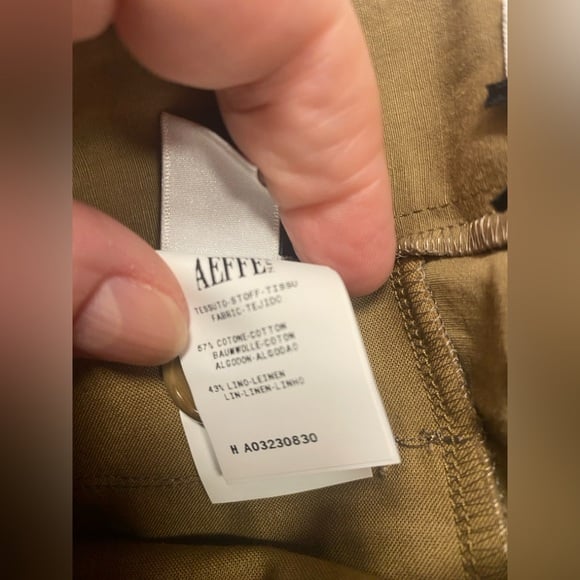 AEFFE
TESSUTO-STOFF-TISSU
FABRIC-TEJIDO
57% COTONE-COTTON
BAUMWOLLE-COTON
ALGODON-ALGODAO
43% LINO-LEINEN
LIN-LINEN-LINHO
H A03230830